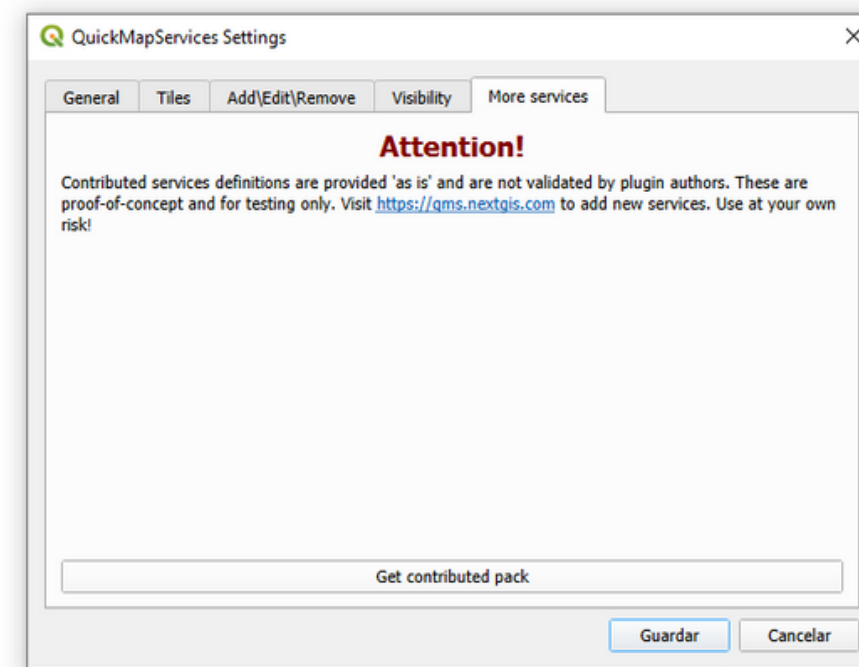 QuickMapServices Settings
General Tiles Add\Edit\Remove Visibility More services
Attention!
Contributed services definitions are provided 'as is' and are not validated by plugin authors. These are
proof-of-concept and for testing only. Visit https://qms.nextgis.com to add new services. Use at your own
risk!
Get contributed pack
Guardar Cancelar